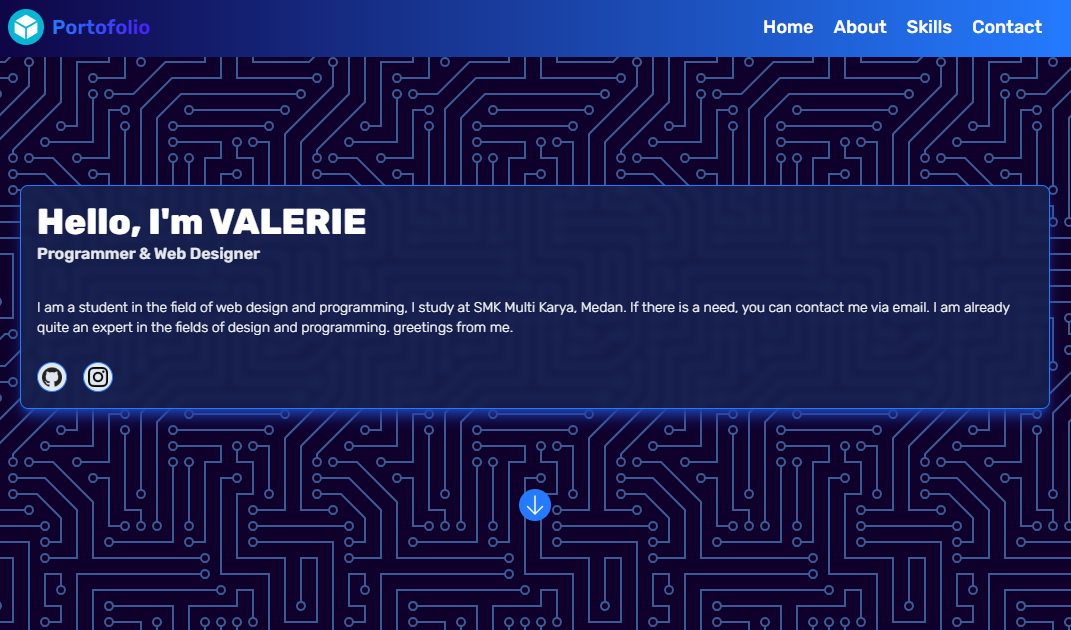 Portofolio
Home About Skills Contact
Hello, I'm VALERIE
Programmer & Web Designer
I am a student in the field of web design and programming, I study at SMK Multi Karya, Medan. If there is a need, you can contact me via email. I am already
quite an expert in the fields of design and programming. greetings from me.